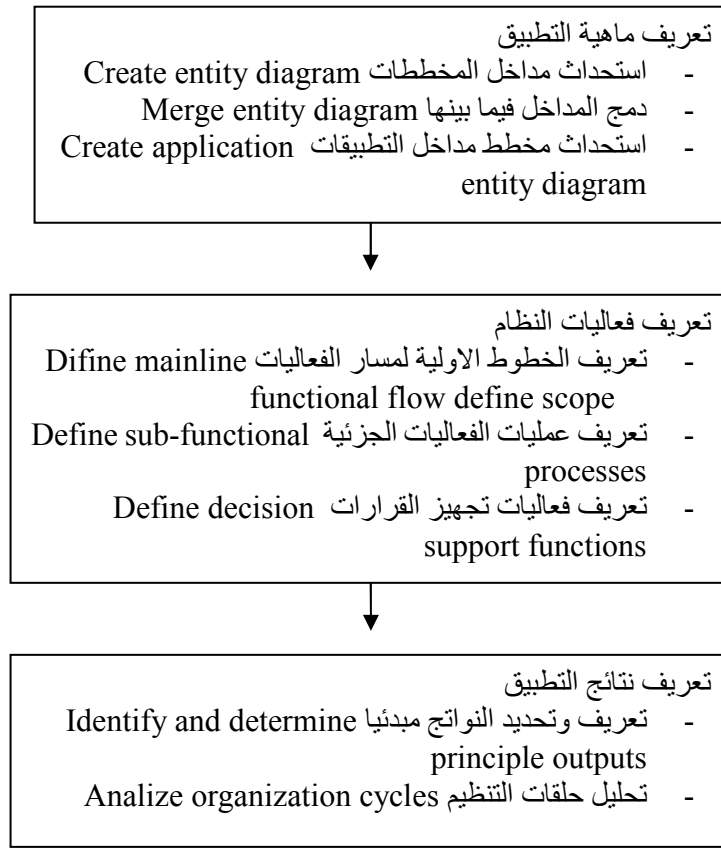 تعريف ماهية التطبيق
- استحداث مداخل المخططات Create entity diagram
- دمج المداخل فيما بينها Merge entity diagram
- استحداث مخطط مداخل التطبيقات Create application
entity diagram
تعريف فعاليات النظام
- تعريف الخطوط الاولية لمسار الفعاليات Difine mainline
functional flow define scope
- تعريف عمليات الفعاليات الجزئية Define sub-functional
processes
- تعريف فعاليات تجهيز القرارات Define decision
support functions
تعريف نتائج التطبيق
- تعريف وتحديد النواتج مبدئيا Identify and determine
principle outputs
- تحليل حلقات التنظيم Analize organization cycles